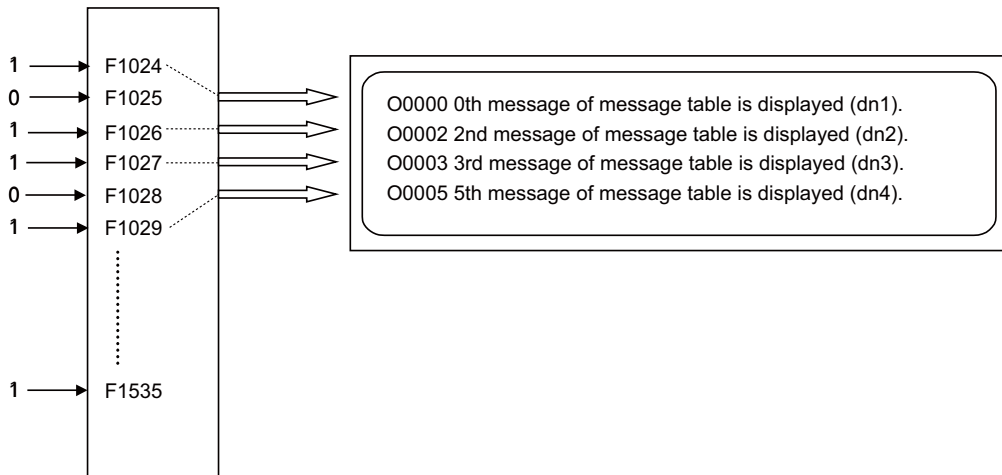 1 F1024
0 F1025
1 F1026
1 F1027
0 F1028
1 F1029
1 F1535
O0000 0th message of message table is displayed (dn1).
O0002 2nd message of message table is displayed (dn2).
O0003 3rd message of message table is displayed (dn3).
O0005 5th message of message table is displayed (dn4).